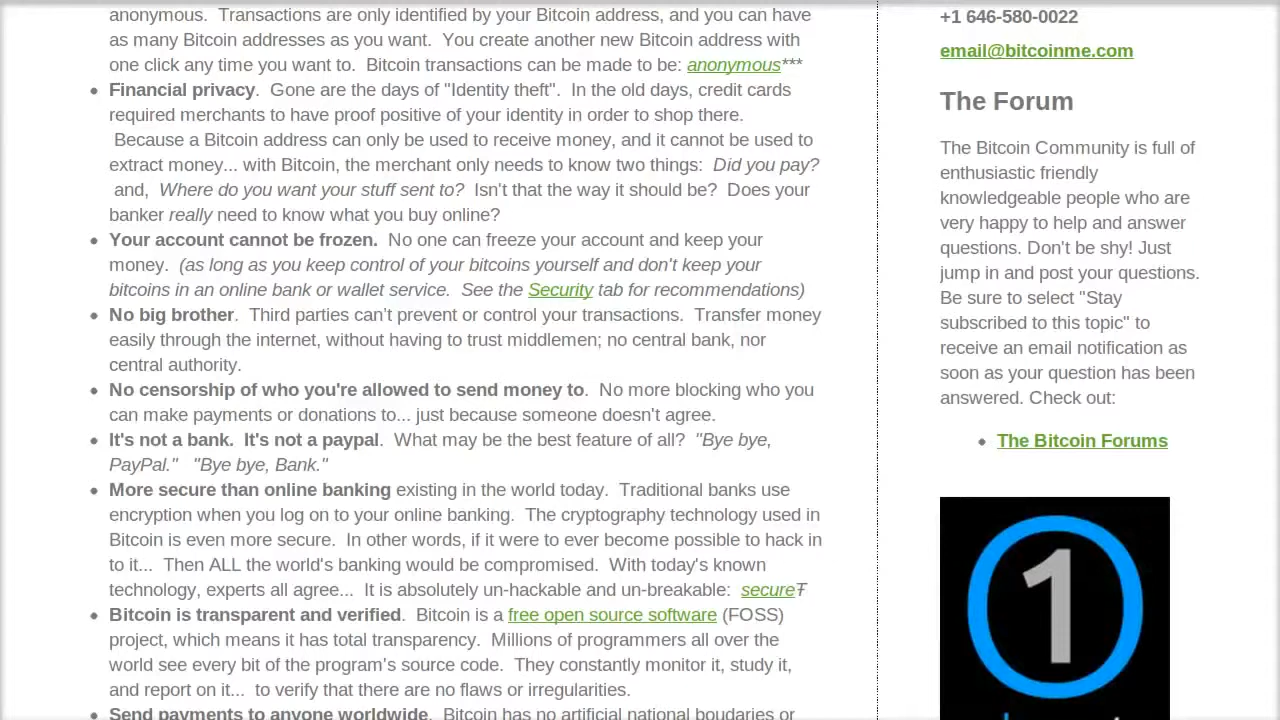 anonymous.  Transactions are only identified by your Bitcoin address, and you can have
as many Bitcoin addresses as you want.  You create another new Bitcoin address with
one click any time you want to.  Bitcoin transactions can be made to be: anonymous***
Financial privacy.  Gone are the days of "Identity theft".  In the old days, credit cards
required merchants to have proof positive of your identity in order to shop there.
Because a Bitcoin address can only be used to receive money, and it cannot be used to
extract money... with Bitcoin, the merchant only needs to know two things:  Did you pay?
and,  Where do you want your stuff sent to?  Isn't that the way it should be?  Does your
banker really need to know what you buy online?
Your account cannot be frozen.  No one can freeze your account and keep your
money.  (as long as you keep control of your bitcoins yourself and don't keep your
bitcoins in an online bank or wallet service.  See the Security tab for recommendations)
No big brother.  Third parties can't prevent or control your transactions.  Transfer money
easily through the internet, without having to trust middlemen; no central bank, nor
central authority.
No censorship of who you're allowed to send money to.  No more blocking who you
can make payments or donations to... just because someone doesn't agree.
It's not a bank.  It's not a paypal.  What may be the best feature of all?  "Bye bye,
PayPal."   "Bye bye, Bank."
More secure than online banking existing in the world today.  Traditional banks use
encryption when you log on to your online banking.  The cryptography technology used in
Bitcoin is even more secure.  In other words, if it were to ever become possible to hack in
to it...  Then ALL the world's banking would be compromised.  With today's known
technology, experts all agree...  It is absolutely un-hackable and un-breakable:  secureŦ
Bitcoin is transparent and verified.  Bitcoin is a free open source software (FOSS)
project, which means it has total transparency.  Millions of programmers all over the
world see every bit of the program's source code.  They constantly monitor it, study it,
and report on it...  to verify that there are no flaws or irregularities.
Send payments to anyone worldwide.  Bitcoin has no artificial national boudaries or
+1 646-580-0022
email@bitcoinme.com
The Forum
The Bitcoin Community is full of
enthusiastic friendly
knowledgeable people who are
very happy to help and answer
questions. Don't be shy! Just
jump in and post your questions.
Be sure to select "Stay
subscribed to this topic" to
receive an email notification as
soon as your question has been
answered. Check out:
The Bitcoin Forums
1